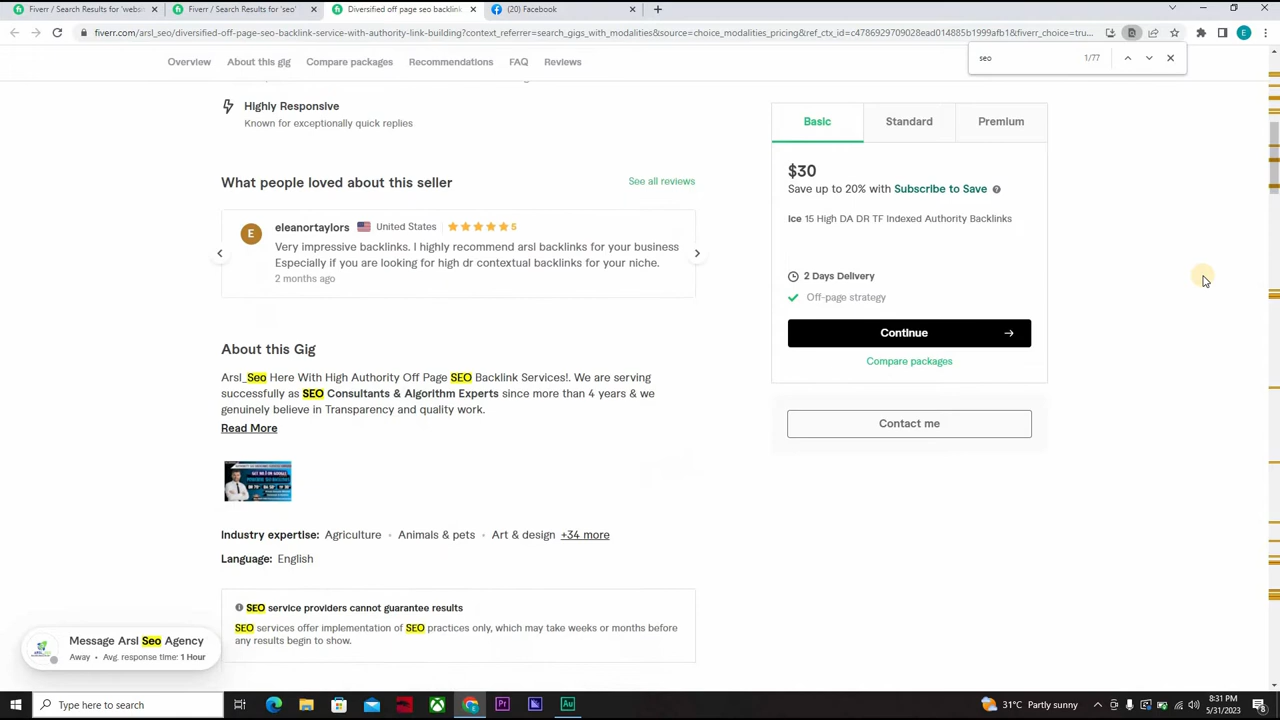 Fiverr / Search Results for 'webs
Fiverr / Search Results for 'seo'
Diversified off page seo backlink
(20) Facebook
fiverr.com/arsl_seo/diversified-off-page-seo-backlink-service-with-authority-link-building?context_referrer=search_gigs_with_modalities&source=choice_modalities_pricing&ref_ctx_id=c4786929709028ead014885b1999afb1&fiverr_choice=tru...
E
seo
1/77
Overview
About this gig
Compare packages
Recommendations
FAQ
Reviews
Highly Responsive
Known for exceptionally quick replies
What people loved about this seller
See all reviews
E
eleanortaylors
United States
5
Very impressive backlinks. I highly recommend arsl backlinks for your business
Especially if you are looking for high dr contextual backlinks for your niche.
2 months ago
About this Gig
Arsl_Seo Here With High Authority Off Page SEO Backlink Services!. We are serving
successfully as SEO Consultants & Algorithm Experts since more than 4 years & we
genuinely believe in Transparency and quality work.
Read More
Industry expertise: Agriculture • Animals & pets • Art & design +34 more
Language: English
SEO service providers cannot guarantee results
SEO services offer implementation of SEO practices only, which may take weeks or months before
any results begin to show.
Basic
Standard
Premium
$30
Save up to 20% with Subscribe to Save
Ice 15 High DA DR TF Indexed Authority Backlinks
2 Days Delivery
Off-page strategy
Continue
Compare packages
Contact me
Message Arsl Seo Agency
Away • Avg. response time: 1 Hour
Type here to search
Pr
Au
31°C Partly sunny
8:31 PM
5/31/2023